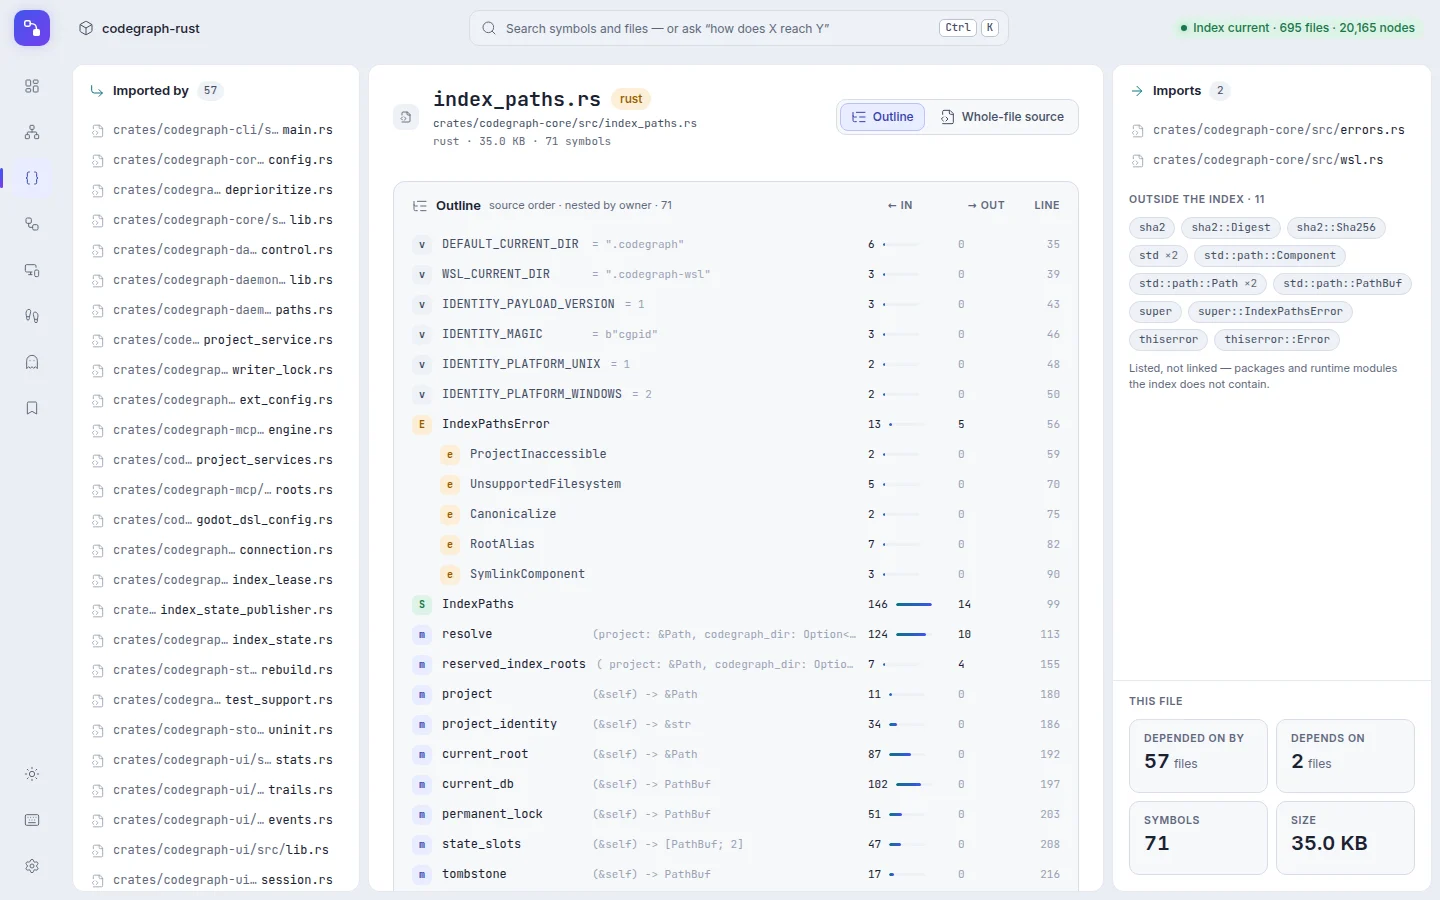 codegraph-rust
Search symbols and files — or ask “how does X reach Y”
Ctrl K
Index current · 695 files · 20,165 nodes
Imported by 57
crates/codegraph-cli/s… main.rs
crates/codegraph-cor… config.rs
crates/codegra… deprioritize.rs
crates/codegraph-core/s… lib.rs
crates/codegraph-da… control.rs
crates/codegraph-daemon… lib.rs
crates/codegraph-daem… paths.rs
crates/code… project_service.rs
crates/codegrap… writer_lock.rs
crates/codegraph… ext_config.rs
crates/codegraph-mcp… engine.rs
crates/cod… project_services.rs
crates/codegraph-mcp/… roots.rs
crates/cod… godot_dsl_config.rs
crates/codegraph… connection.rs
crates/codegrap… index_lease.rs
crate… index_state_publisher.rs
crates/codegrap… index_state.rs
crates/codegraph-st… rebuild.rs
crates/codegra… test_support.rs
crates/codegraph-sto… uninit.rs
crates/codegraph-ui/s… stats.rs
crates/codegraph-ui/… trails.rs
crates/codegraph-ui/… events.rs
crates/codegraph-ui/src/lib.rs
crates/codegraph-ui… session.rs
index_paths.rs rust
crates/codegraph-core/src/index_paths.rs
rust · 35.0 KB · 71 symbols
Outline
Whole-file source
Outline source order · nested by owner · 71 ← IN → OUT LINE
v DEFAULT_CURRENT_DIR = ".codegraph" 6 0 35
v WSL_CURRENT_DIR = ".codegraph-wsl" 3 0 39
v IDENTITY_PAYLOAD_VERSION = 1 3 0 43
v IDENTITY_MAGIC = b"cgpid" 3 0 46
v IDENTITY_PLATFORM_UNIX = 1 2 0 48
v IDENTITY_PLATFORM_WINDOWS = 2 2 0 50
E IndexPathsError 13 5 56
e ProjectInaccessible 2 0 59
e UnsupportedFilesystem 5 0 70
e Canonicalize 2 0 75
e RootAlias 7 0 82
e SymlinkComponent 3 0 90
S IndexPaths 146 14 99
m resolve (project: &Path, codegraph_dir: Option<… 124 10 113
m reserved_index_roots ( project: &Path, codegraph_dir: Optio… 7 4 155
m project (&self) -> &Path 11 0 180
m project_identity (&self) -> &str 34 0 186
m current_root (&self) -> &Path 87 0 192
m current_db (&self) -> PathBuf 102 0 197
m permanent_lock (&self) -> PathBuf 51 0 203
m state_slots (&self) -> [PathBuf; 2] 47 0 208
m tombstone (&self) -> PathBuf 17 0 216
Imports 2
crates/codegraph-core/src/errors.rs
crates/codegraph-core/src/wsl.rs
OUTSIDE THE INDEX · 11
sha2 sha2::Digest sha2::Sha256
std ×2 std::path::Component
std::path::Path ×2 std::path::PathBuf
super super::IndexPathsError
thiserror thiserror::Error
Listed, not linked — packages and runtime modules
the index does not contain.
THIS FILE
DEPENDED ON BY
57 files
DEPENDS ON
2 files
SYMBOLS
71
SIZE
35.0 KB